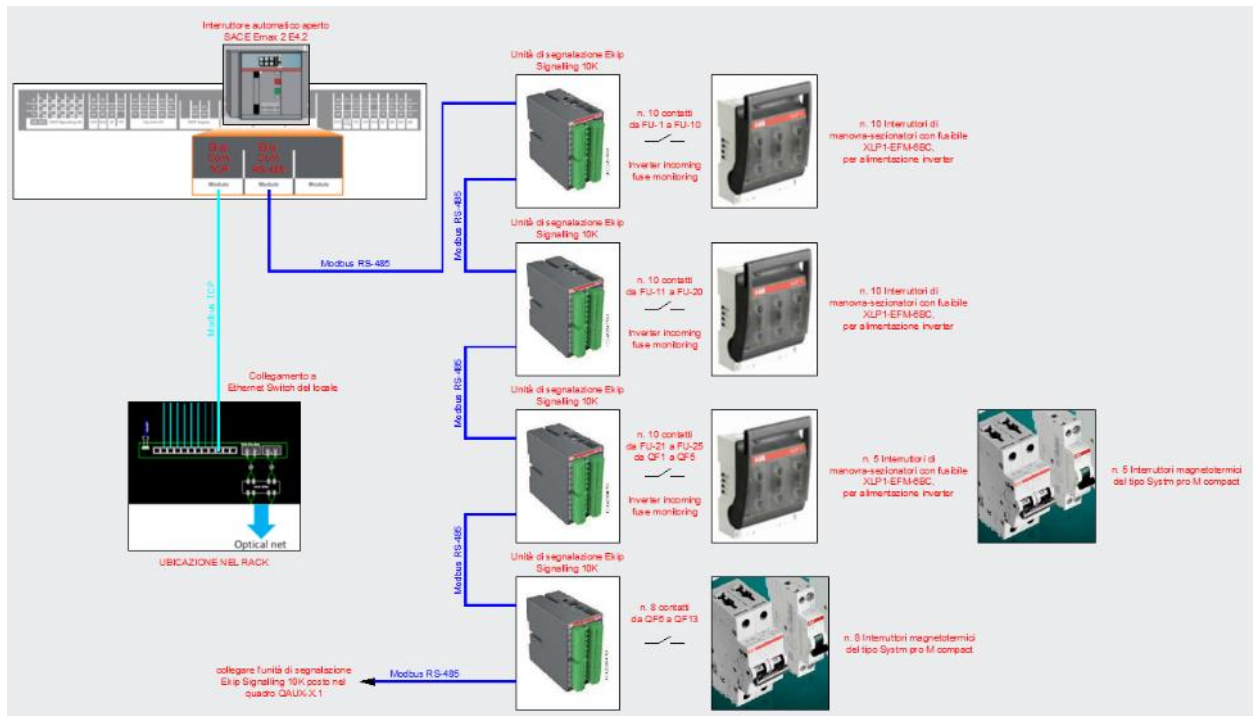 Interruttore automatico aperto
SACE Emax 2 E4.2
Ekip
Com
TCP
Ekip
Com
RS-485
Module
Module
Module
Modbus TCP
Modbus RS-485
Collegamento a
Ethernet Switch del locale
Optical net
UBICAZIONE NEL RACK
Unità di segnalazione Ekip
Signalling 10K
n. 10 contatti
da FU-1 a FU-10
Inverter incoming
fuse monitoring
n. 10 Interruttori di
manovra-sezionatori con fusibile
XLP1-EFM-6BC,
per alimentazione inverter
Modbus RS-485
Unità di segnalazione Ekip
Signalling 10K
n. 10 contatti
da FU-11 a FU-20
Inverter incoming
fuse monitoring
n. 10 Interruttori di
manovra-sezionatori con fusibile
XLP1-EFM-6BC,
per alimentazione inverter
Modbus RS-485
Unità di segnalazione Ekip
Signalling 10K
n. 10 contatti
da FU-21 a FU-25
da QF1 a QF5
Inverter incoming
fuse monitoring
n. 5 Interruttori di
manovra-sezionatori con fusibile
XLP1-EFM-6BC,
per alimentazione inverter
n. 5 Interruttori magnetotermici
del tipo Systm pro M compact
Modbus RS-485
Unità di segnalazione Ekip
Signalling 10K
n. 8 contatti
da QF6 a QF13
n. 8 Interruttori magnetotermici
del tipo Systm pro M compact
Modbus RS-485
collegare l'unità di segnalazione
Ekip Signalling 10K posto nel
quadro QAUX-X.1